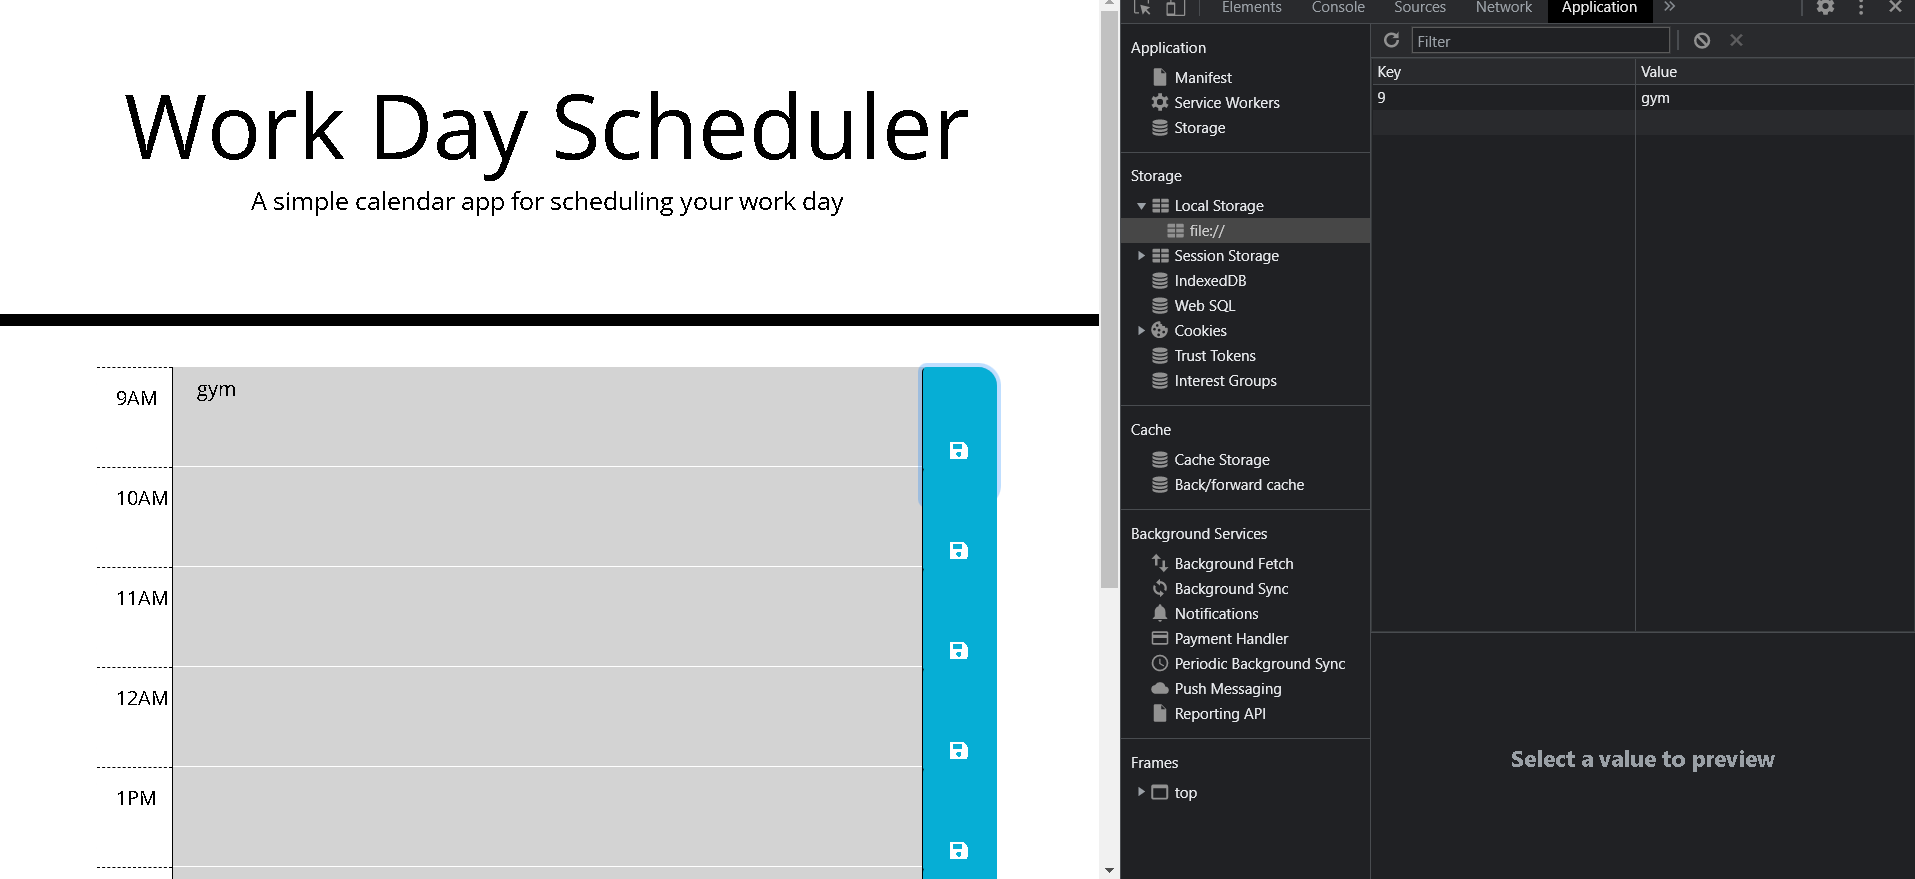 Work Day Scheduler
A simple calendar app for scheduling your work day
9AM
gym
10AM
11AM
12AM
1PM
Elements Console Sources Network Application
Application
Manifest
Service Workers
Storage
Storage
Local Storage
file://
Session Storage
IndexedDB
Web SQL
Cookies
Trust Tokens
Interest Groups
Cache
Cache Storage
Back/forward cache
Background Services
Background Fetch
Background Sync
Notifications
Payment Handler
Periodic Background Sync
Push Messaging
Reporting API
Frames
top
Filter
Key Value
9 gym
Select a value to preview